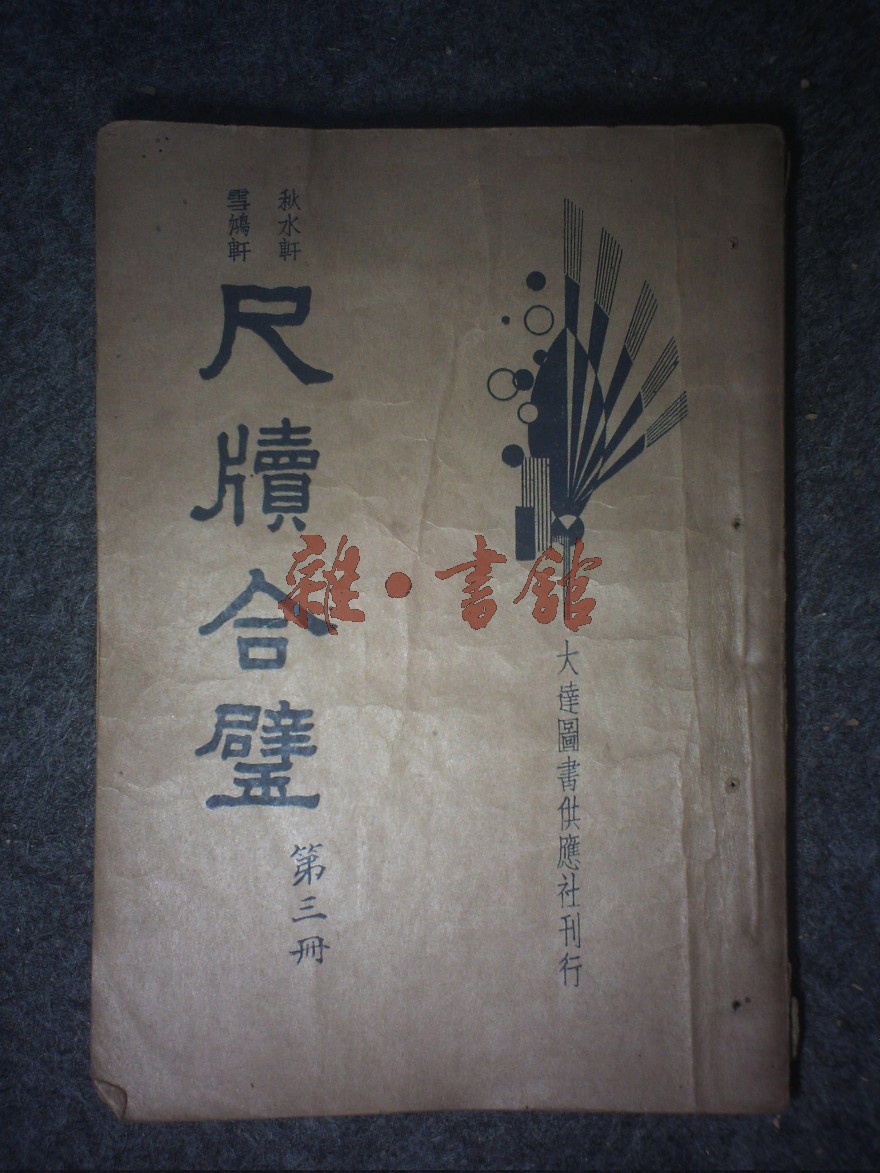 秋水軒
雪鴻軒
尺牘合璧
第三冊
大達圖書供應社刊行
雜·書館